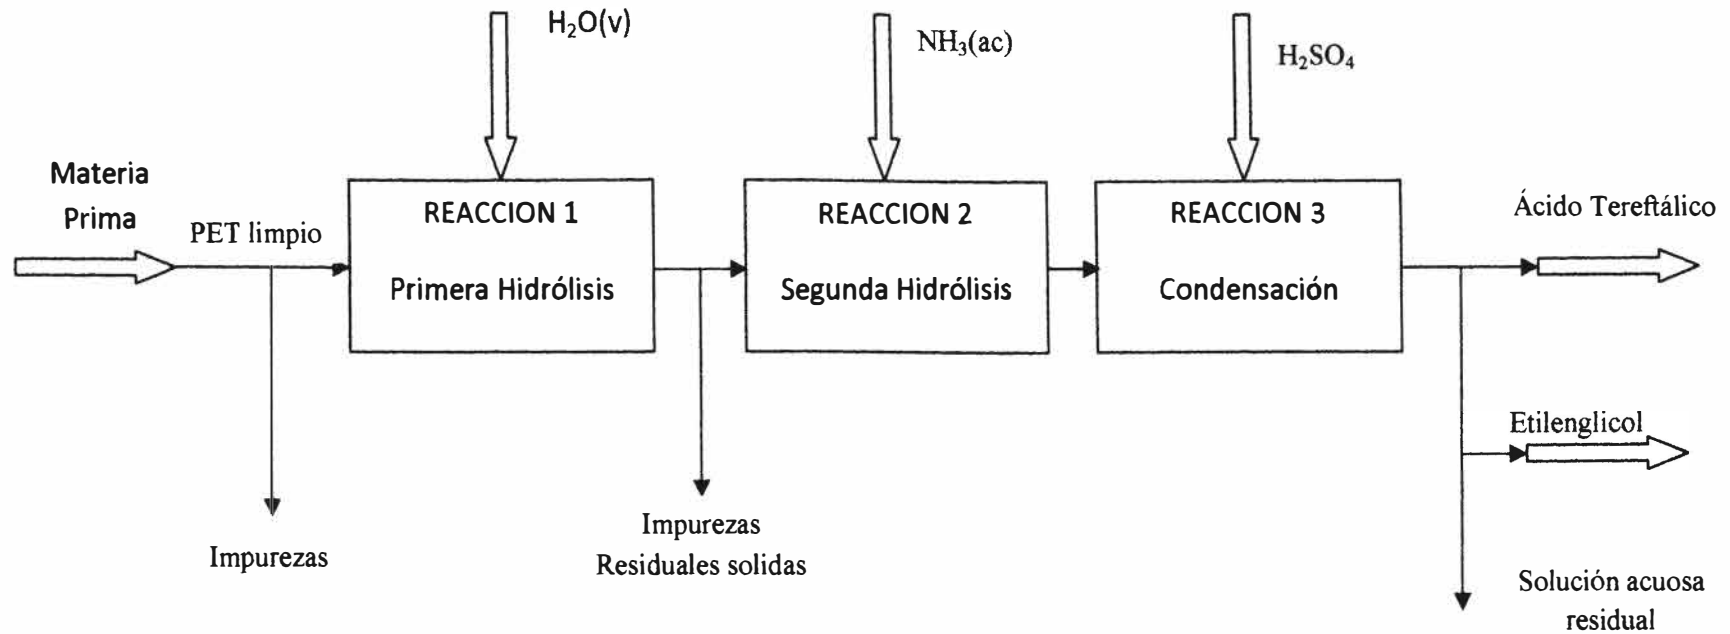 H₂O(v)
NH₃(ac)
H₂SO₄
Materia
Prima
PET limpio
REACCION 1
Primera Hidrólisis
REACCION 2
Segunda Hidrólisis
REACCION 3
Condensación
Ácido Tereftálico
Etilenglicol
Impurezas
Impurezas
Residuales solidas
Solución acuosa
residual